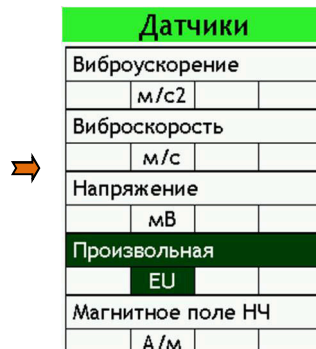 Датчики
Виброускорение
м/с2
Виброскорость
м/с
Напряжение
мВ
Произвольная
EU
Магнитное поле НЧ
А/м